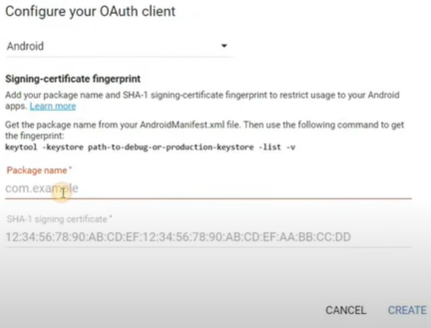 Configure your OAuth client
Android
Signing-certificate fingerprint
Add your package name and SHA-1 signing-certificate fingerprint to restrict usage to your Android
apps. Learn more
Get the package name from your AndroidManifest.xml file. Then use the following command to get
the fingerprint:
keytool -keystore path-to-debug-or-production-keystore -list -v
Package name *
com.example
SHA-1 signing certificate *
12:34:56:78:90:AB:CD:EF:12:34:56:78:90:AB:CD:EF:AA:BB:CC:DD
CANCEL CREATE